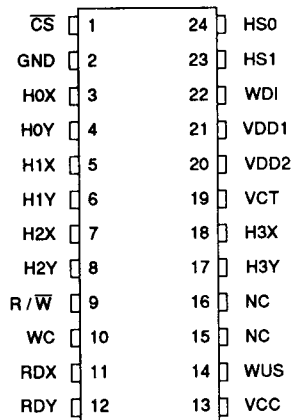 C̅S̅ 1 24 HS0
GND 2 23 HS1
H0X 3 22 WDI
H0Y 4 21 VDD1
H1X 5 20 VDD2
H1Y 6 19 VCT
H2X 7 18 H3X
H2Y 8 17 H3Y
R / W̅ 9 16 NC
WC 10 15 NC
RDX 11 14 WUS
RDY 12 13 VCC